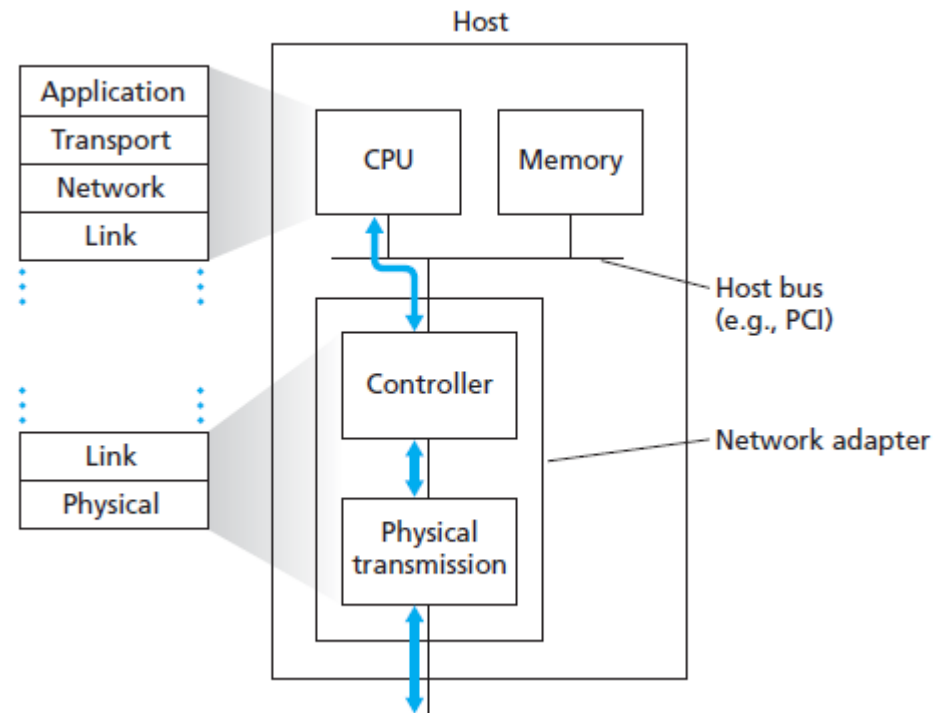 Host
Application
Transport
Network
Link
CPU
Memory
Host bus
(e.g., PCI)
Controller
Network adapter
Link
Physical
Physical
transmission